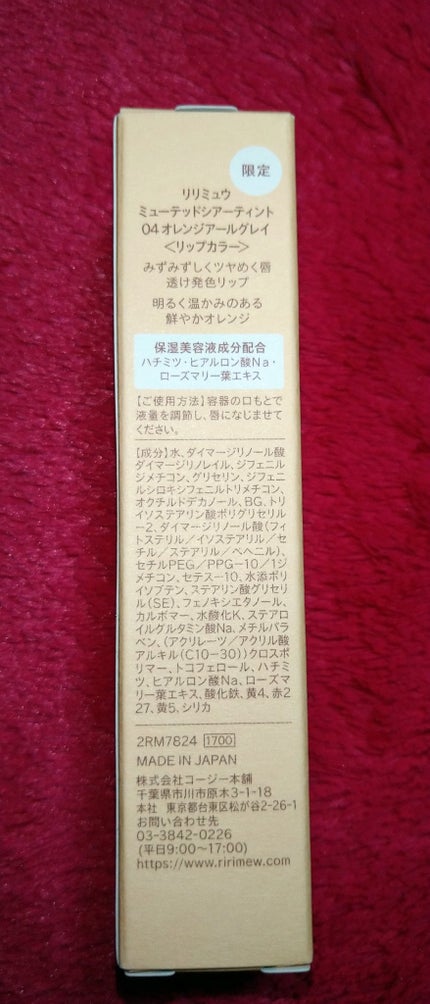 限定
リリミュウ
ミューテッドシアーティント
04 オレンジアールグレイ
<リップカラー>
みずみずしくツヤめく唇
透け発色リップ
明るく温かみのある
鮮やかオレンジ
保湿美容液成分配合
ハチミツ・ヒアルロン酸Na・
ローズマリー葉エキス
【ご使用方法】容器の口もとで
液量を調節し、唇になじませて
ください。
【成分】水、ダイマージリノール酸
ダイマージリノレイル、ジフェニル
ジメチコン、グリセリン、ジフェニ
ルシロキシフェニルトリメチコン、
オクチルドデカノール、BG、トリ
イソステアリン酸ポリグリセリル
-2、ダイマージリノール酸(フィ
トステリル/イソステアリル/セ
チル/ステアリル/ベヘニル)、
セチルPEG/PPG-10/1ジ
メチコン、セテス-10、水添ポリ
イソブテン、ステアリン酸グリセリ
ル(SE)、フェノキシエタノール、
カルボマー、水酸化K、ステアロ
イルグルタミン酸Na、メチルパラ
ベン、(アクリレーツ/アクリル酸
アルキル(C10-30))クロスポ
リマー、トコフェロール、ハチミ
ツ、ヒアルロン酸Na、ローズマ
リー葉エキス、酸化鉄、黄4、赤2
27、黄5、シリカ
2RM7824 1700
MADE IN JAPAN
株式会社コージー本舗
千葉県市川市原木3-1-18
本社 東京都台東区松が谷2-26-1
お問い合わせ先
03-3842-0226
(平日9:00〜17:00)
https://www.ririmew.com